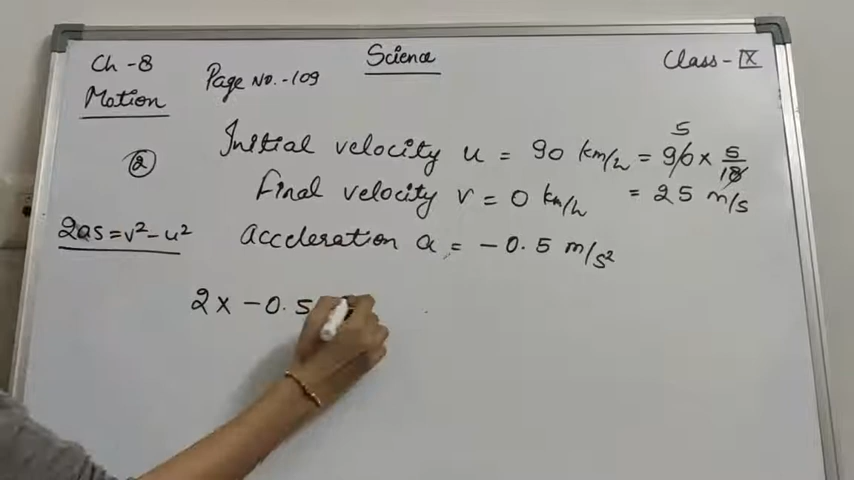 Science
Class-IX
Ch-8
Page No.-109
Motion
5
② Initial velocity u = 90 km/h = 90 × 5/18
Final velocity v = 0 km/h = 25 m/s
2as = v² - u²
acceleration a = -0.5 m/s²
2 × -0.5